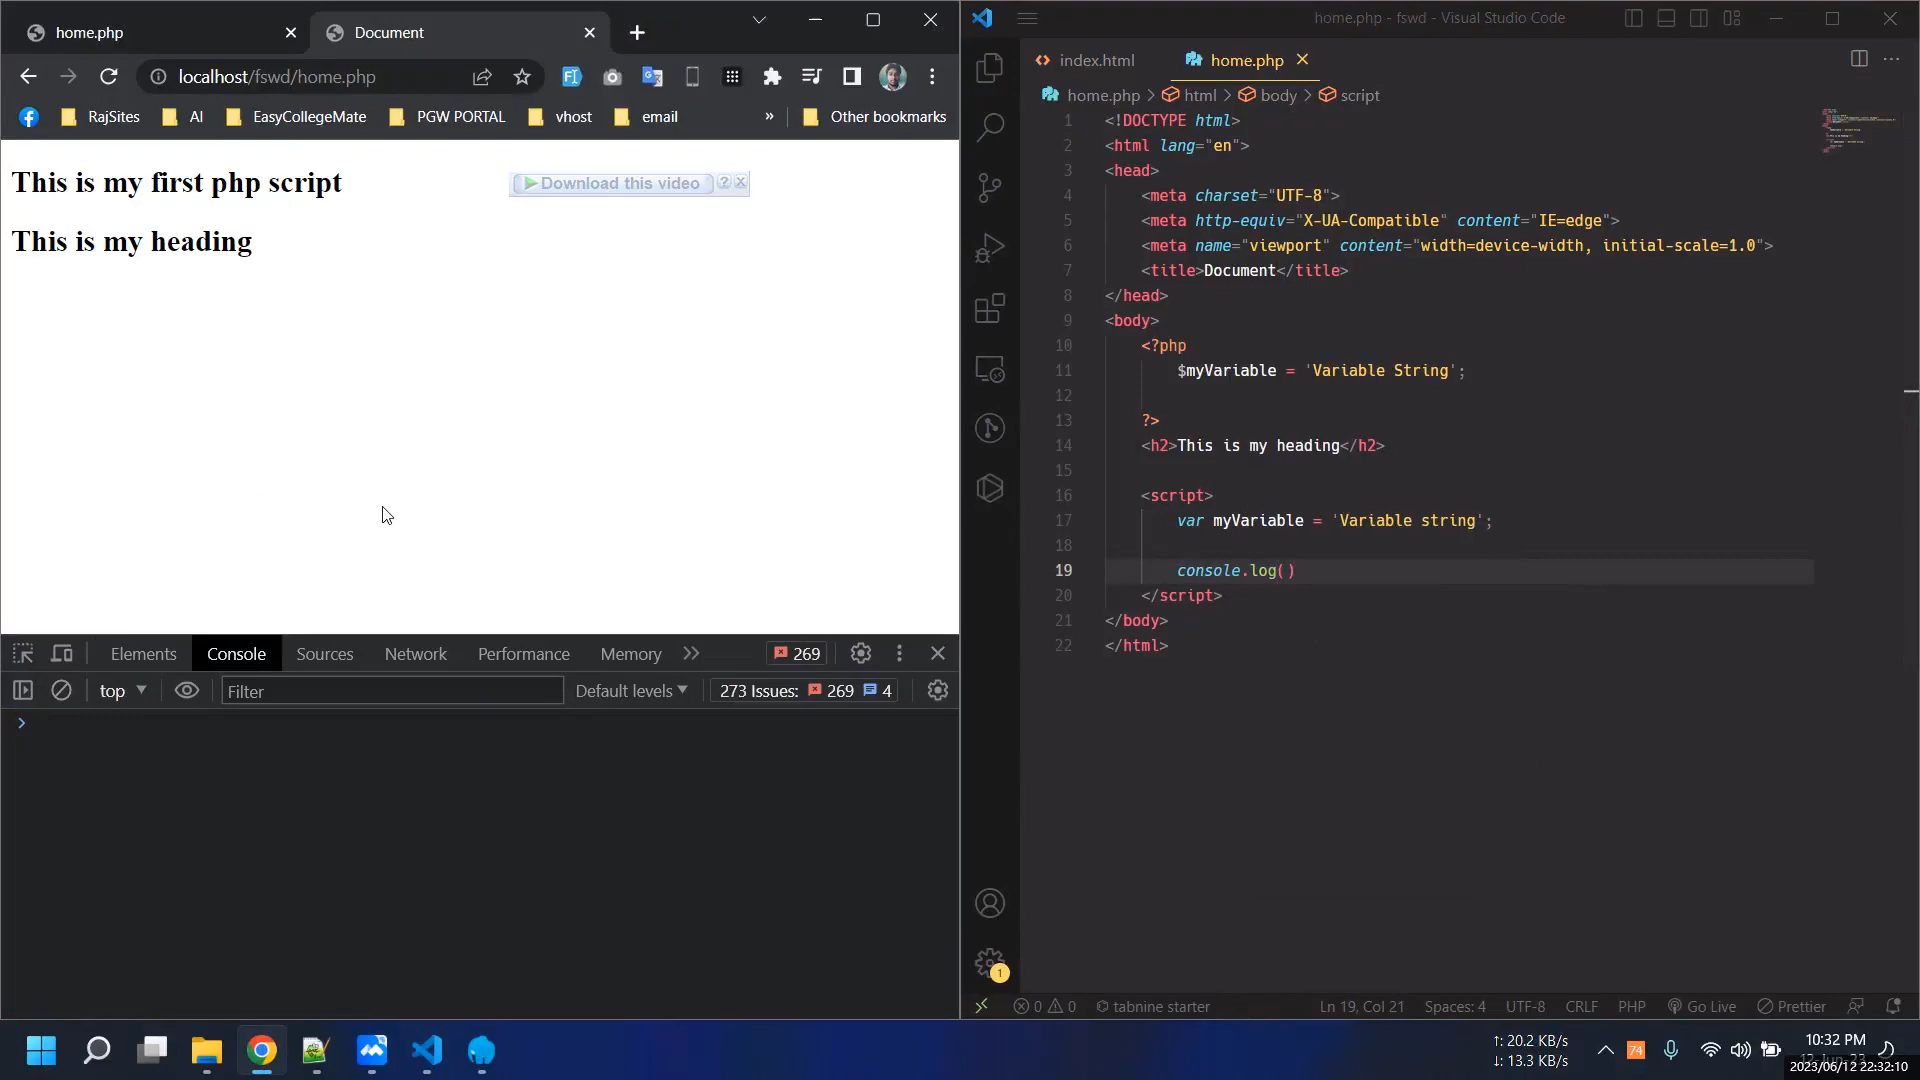 home.php
Document
localhost/fswd/home.php
RajSites
AI
EasyCollegeMate
PGW PORTAL
vhost
email
»
Other bookmarks
This is my first php script
Download this video
?
This is my heading
Elements
Console
Sources
Network
Performance
Memory
269
top
Filter
Default levels
273 Issues: 269 4
home.php - fswd - Visual Studio Code
index.html
home.php
home.php > html > body > script
1 <!DOCTYPE html>
2 <html lang="en">
3 <head>
4 <meta charset="UTF-8">
5 <meta http-equiv="X-UA-Compatible" content="IE=edge">
6 <meta name="viewport" content="width=device-width, initial-scale=1.0">
7 <title>Document</title>
8 </head>
9 <body>
10 <?php
11 $myVariable = 'Variable String';
12
13 ?>
14 <h2>This is my heading</h2>
15
16 <script>
17 var myVariable = 'Variable string';
18
19 console.log()
20 </script>
21 </body>
22 </html>
1
0 0
tabnine starter
Ln 19, Col 21
Spaces: 4
UTF-8
CRLF
PHP
Go Live
Prettier
↑: 20.2 KB/s
↓: 13.3 KB/s
74
10:32 PM
2023/06/12 22:32:10